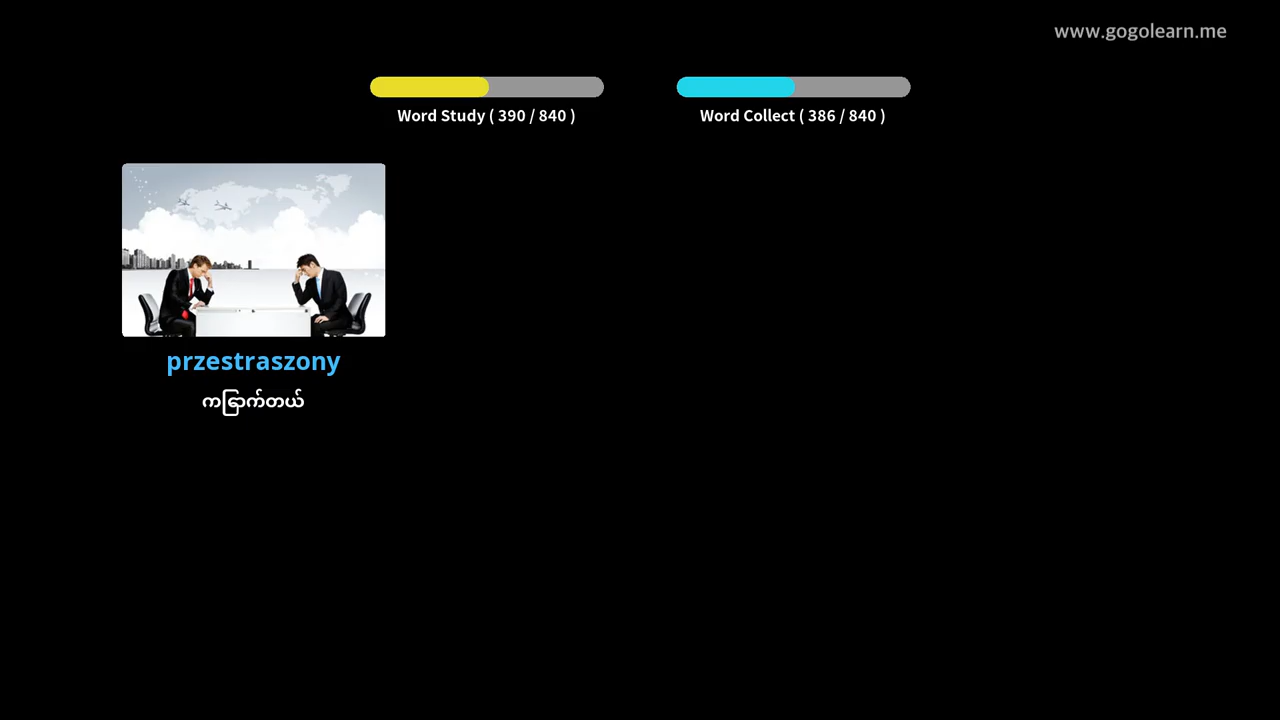 www.gogolearn.me
Word Study ( 390 / 840 )
Word Collect ( 386 / 840 )
przestraszony
ကြောက်တယ်